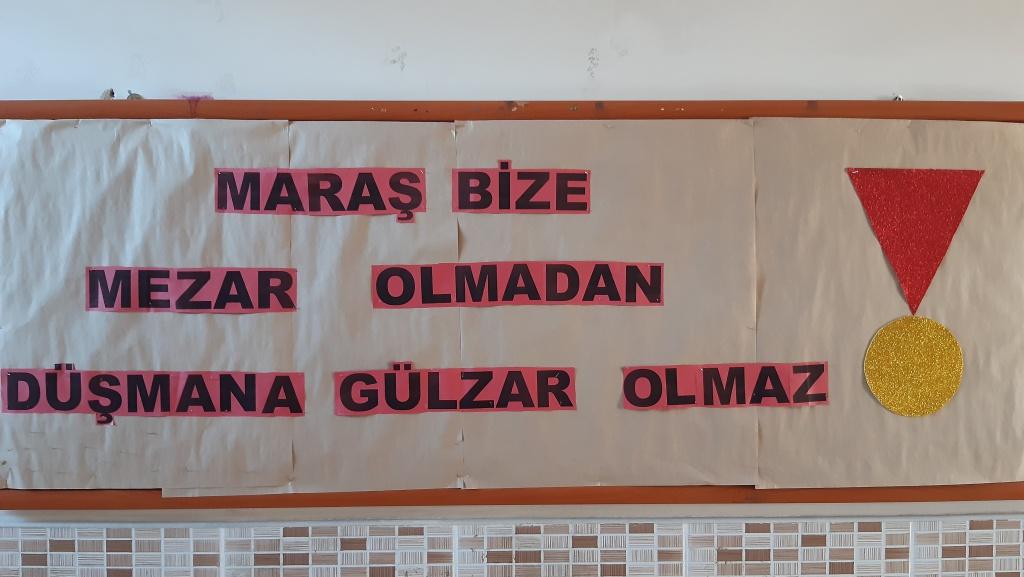 MARAŞ BİZE
MEZAR OLMADAN
DÜŞMANA GÜLZAR OLMAZ